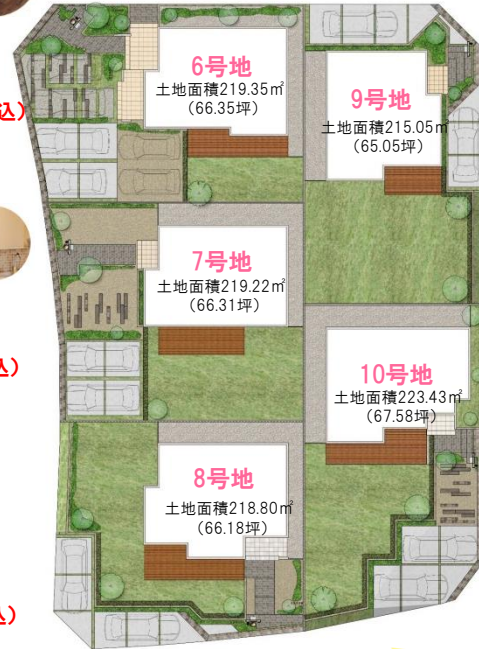 6号地
土地面積219.35㎡
(66.35坪)
9号地
土地面積215.05㎡
(65.05坪)
込)
7号地
土地面積219.22㎡
(66.31坪)
込)
10号地
土地面積223.43㎡
(67.58坪)
8号地
土地面積218.80㎡
(66.18坪)
込)